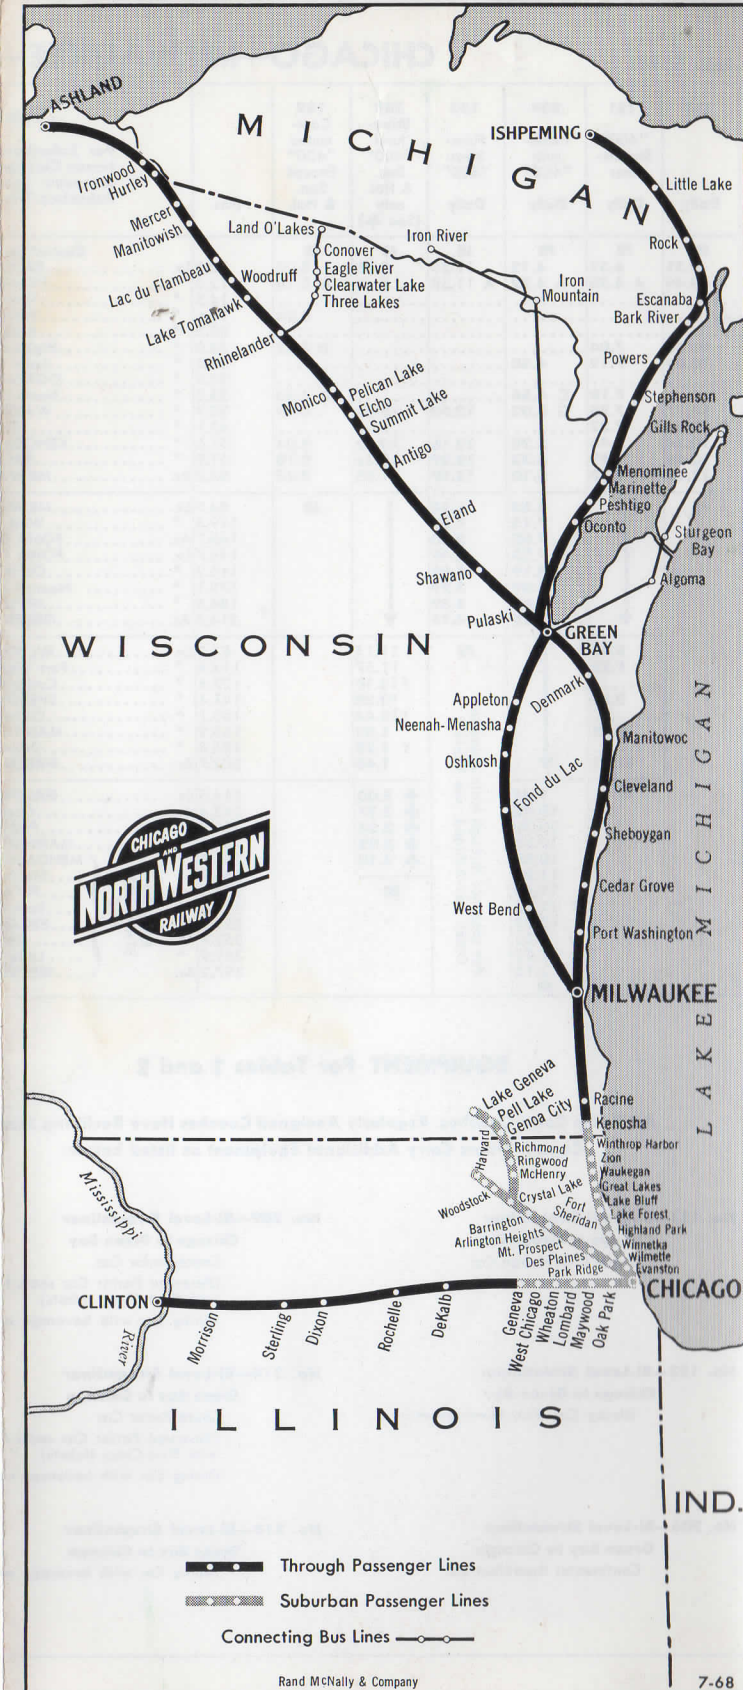 ASHLAND
MICHIGAN
ISHPEMING
Ironwood
Hurley
Little Lake
Mercer
Manitowish
Land O'Lakes
Iron River
Rock
Conover
Eagle River
Clearwater Lake
Three Lakes
Lac du Flambeau
Woodruff
Iron
Mountain
Escanaba
Bark River
Lake Tomahawk
Rhinelander
Powers
Pelican Lake
Monico
Elcho
Summit Lake
Stephenson
Gills Rock
Antigo
Menominee
Marinette
Peshtigo
Eland
Oconto
Sturgeon
Bay
Shawano
Algoma
Pulaski
GREEN
BAY
WISCONSIN
Denmark
Appleton
Neenah-Menasha
Manitowoc
Oshkosh
Fond du Lac
Cleveland
Sheboygan
LAKE MICHIGAN
CHICAGO
AND
NORTH WESTERN
RAILWAY
Cedar Grove
West Bend
Port Washington
MILWAUKEE
Racine
Kenosha
Lake Geneva
Pell Lake
Genoa City
Winthrop Harbor
Zion
Waukegan
Great Lakes
Lake Bluff
Lake Forest
Highland Park
Winnetka
Wilmette
Evanston
Harvard
Richmond
Ringwood
McHenry
Woodstock
Crystal Lake
Fort
Sheridan
Barrington
Arlington Heights
Mt. Prospect
Des Plaines
Park Ridge
Mississippi
River
CLINTON
CHICAGO
Morrison
Sterling
Dixon
Rochelle
DeKalb
Geneva
West Chicago
Wheaton
Lombard
Maywood
Oak Park
ILLINOIS
IND.
Through Passenger Lines
Suburban Passenger Lines
Connecting Bus Lines
Rand McNally & Company
7-68